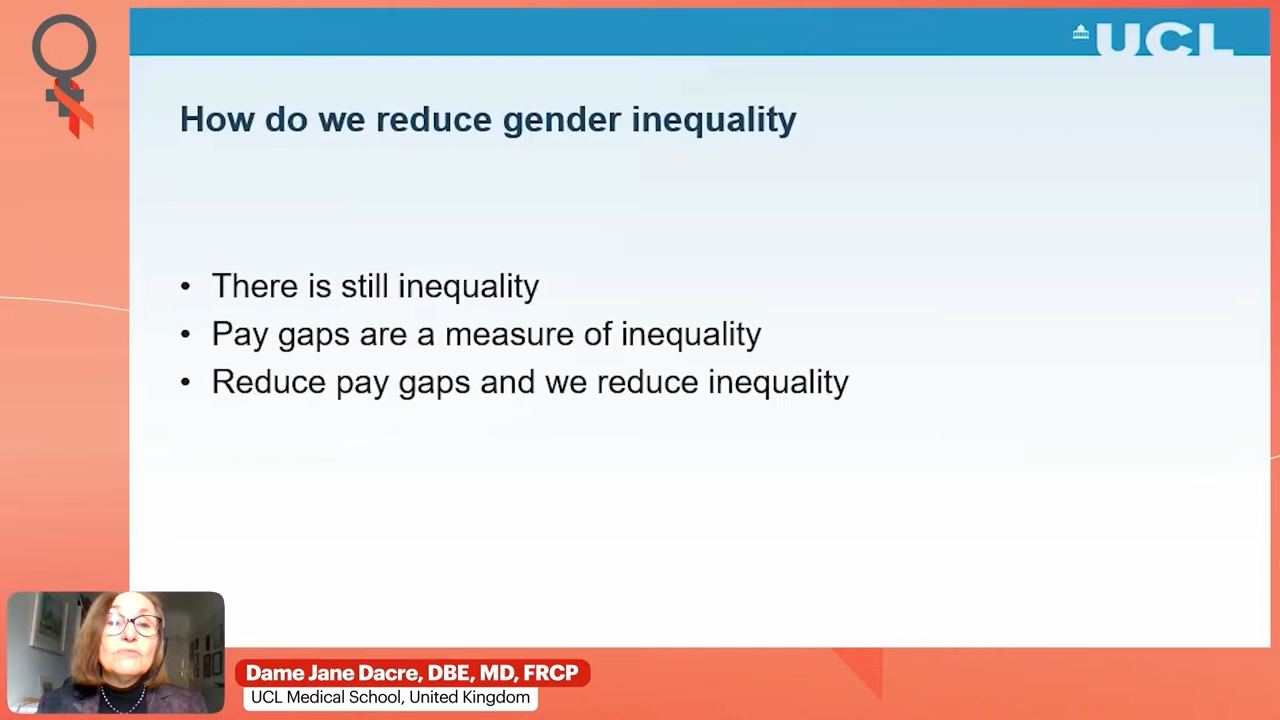 UCL
How do we reduce gender inequality
• There is still inequality
• Pay gaps are a measure of inequality
• Reduce pay gaps and we reduce inequality
Dame Jane Dacre, DBE, MD, FRCP
UCL Medical School, United Kingdom